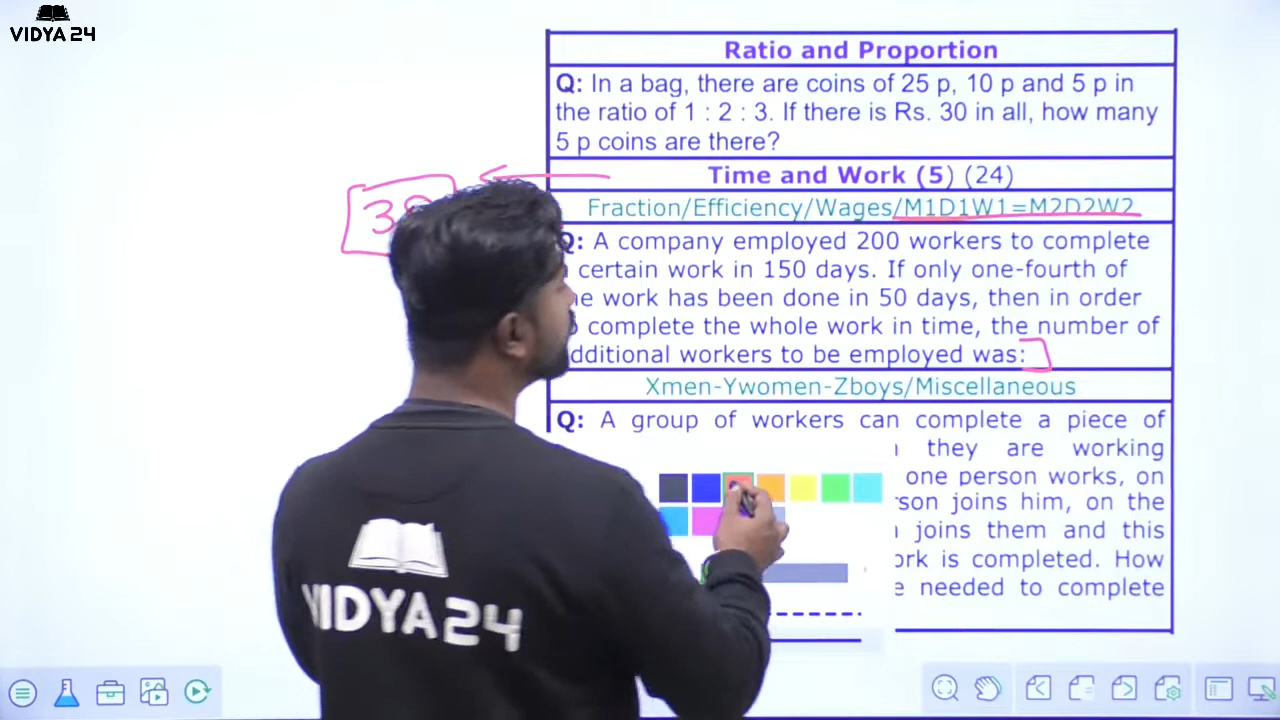 VIDYA 24
Ratio and Proportion
Q: In a bag, there are coins of 25 p, 10 p and 5 p in
the ratio of 1 : 2 : 3. If there is Rs. 30 in all, how many
5 p coins are there?
Time and Work (5) (24)
Fraction/Efficiency/Wages/M1D1W1=M2D2W2
Q: A company employed 200 workers to complete
certain work in 150 days. If only one-fourth of
work has been done in 50 days, then in order
complete the whole work in time, the number of
workers to be employed was:
Xmen-Ywomen-Zboys/Miscellaneous
Q: A group of workers can complete a piece of
they are working
one person works, on
joins him, on the
joins them and this
is completed. How
needed to complete
VIDYA 24